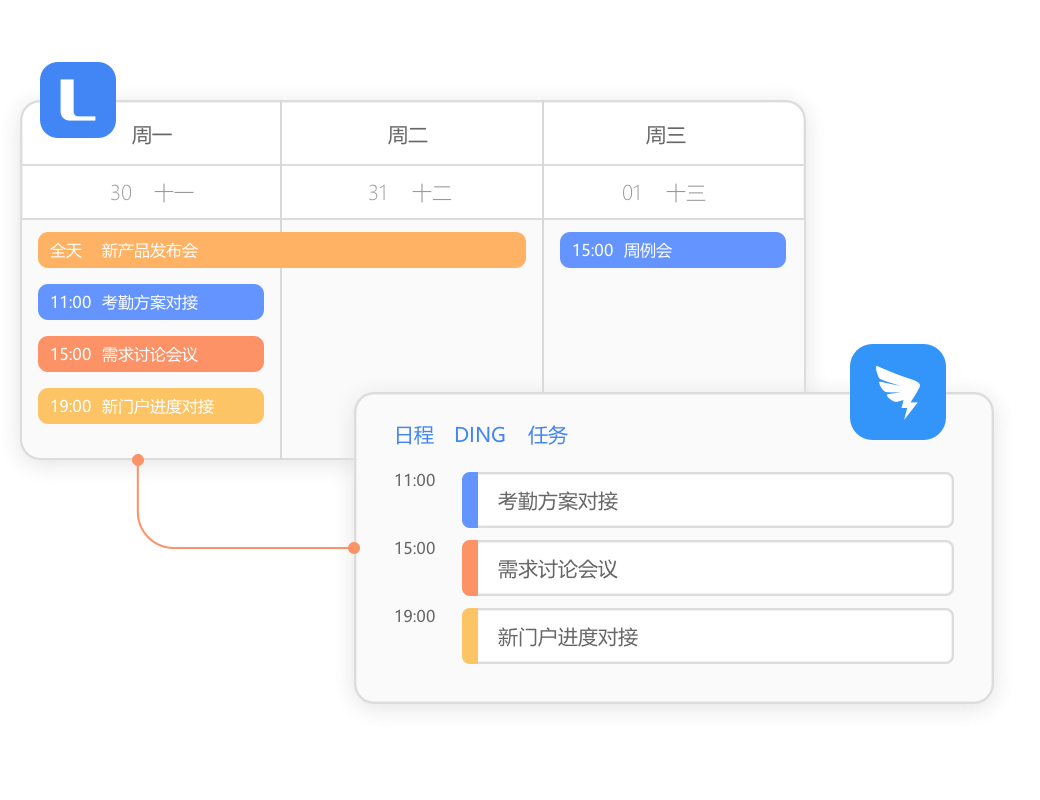 L
周一 周二 周三
30 十一 31 十二 01 十三
全天 新产品发布会 15:00 周例会
11:00 考勤方案对接
15:00 需求讨论会议
19:00 新门户进度对接
日程 DING 任务
11:00 考勤方案对接
15:00 需求讨论会议
19:00 新门户进度对接